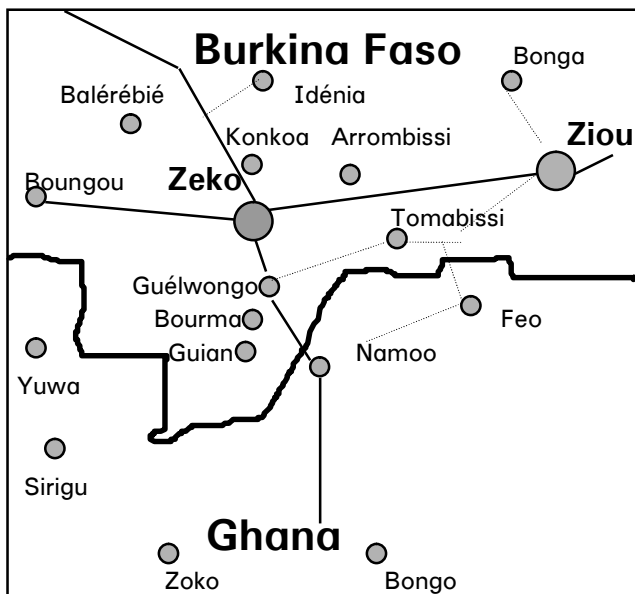 Burkina Faso
Bonga
Balérébié
Idénia
Konkoa
Arrombissi
Ziou
Boungou
Zeko
Tomabissi
Guélwongo
Bourma
Feo
Guian
Namoo
Yuwa
Sirigu
Ghana
Zoko
Bongo